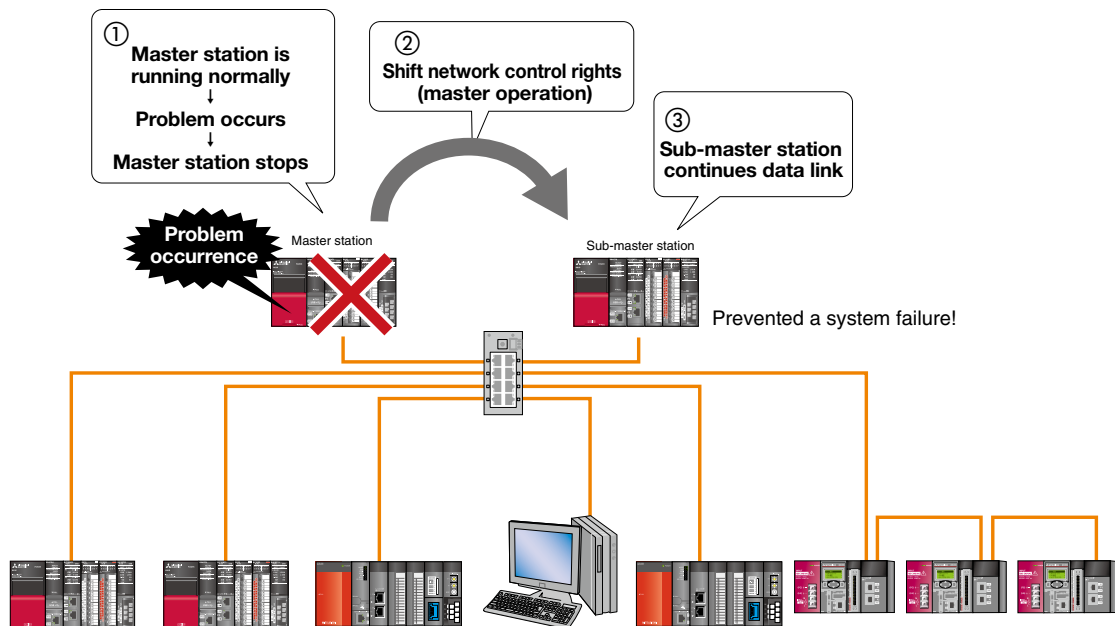 ①
Master station is
running normally
↓
Problem occurs
↓
Master station stops
②
Shift network control rights
(master operation)
③
Sub-master station
continues data link
Problem
occurrence
Master station
Sub-master station
Prevented a system failure!